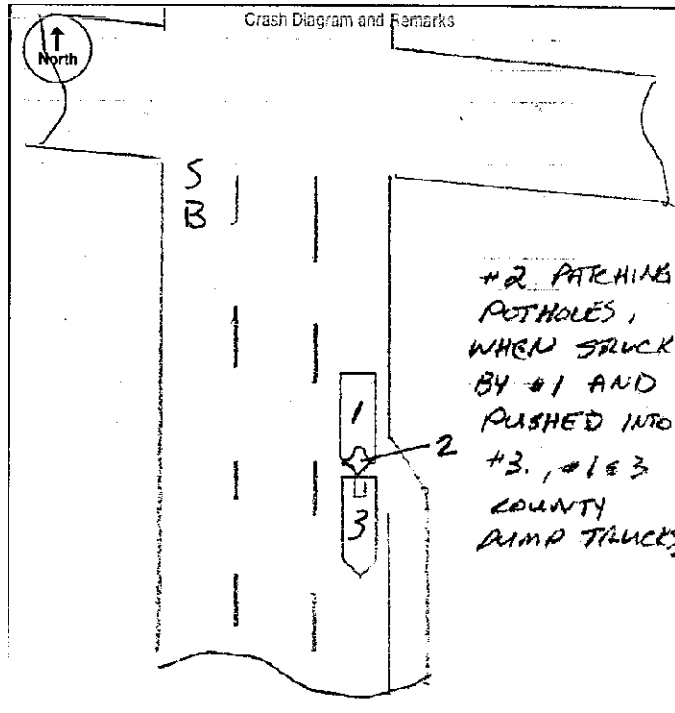 Crash Diagram and Remarks
North
S
B
#2 PATCHING
POTHOLES,
WHEN STRUCK
BY #1 AND
PUSHED INTO
#3., #1 & 3
COUNTY
DUMP TRUCKS
1
2
3